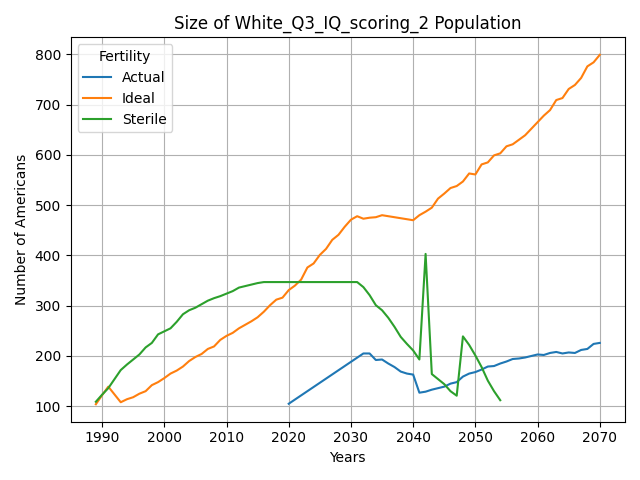 Size of White_Q3_IQ_scoring_2 Population
Fertility
Actual
Ideal
Sterile
Number of Americans
800
700
600
500
400
300
200
100
1990 2000 2010 2020 2030 2040 2050 2060 2070
Years